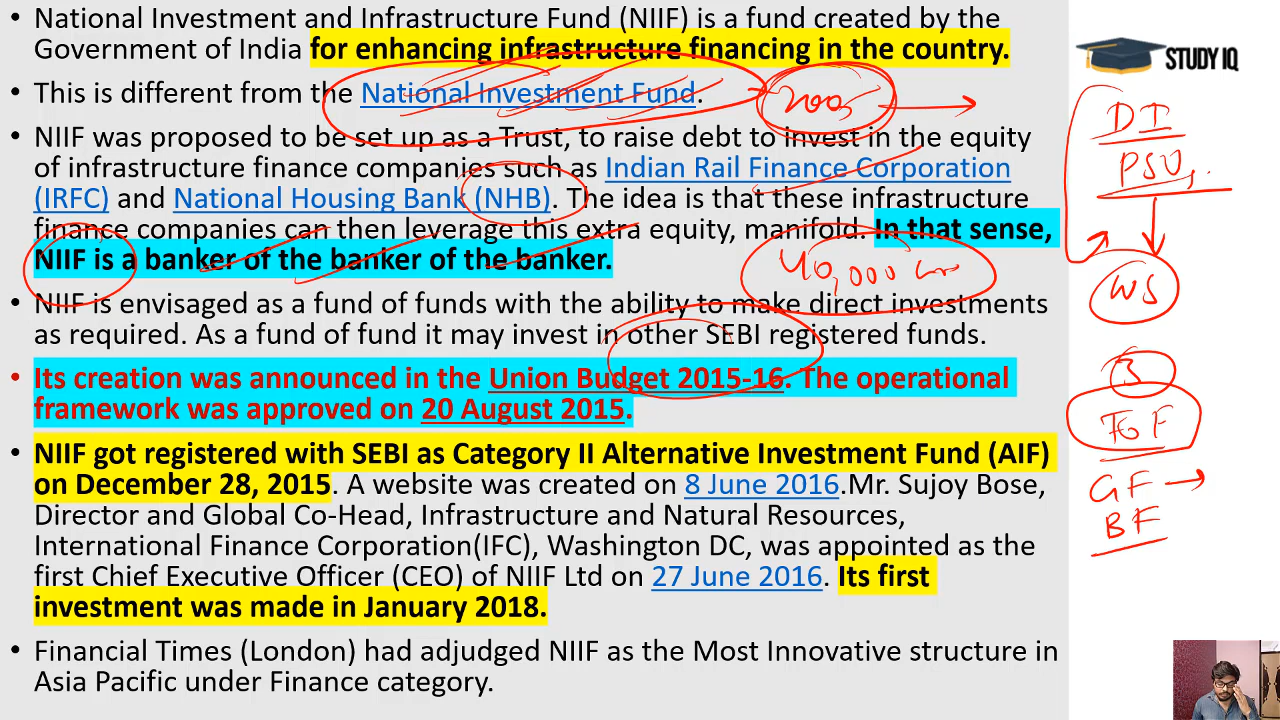 • National Investment and Infrastructure Fund (NIIF) is a fund created by the
Government of India for enhancing infrastructure financing in the country.
• This is different from the National Investment Fund.
• NIIF was proposed to be set up as a Trust, to raise debt to invest in the equity
of infrastructure finance companies such as Indian Rail Finance Corporation
(IRFC) and National Housing Bank (NHB). The idea is that these infrastructure
finance companies can then leverage this extra equity, manifold. In that sense,
NIIF is a banker of the banker of the banker.
• NIIF is envisaged as a fund of funds with the ability to make direct investments
as required. As a fund of fund it may invest in other SEBI registered funds.
• Its creation was announced in the Union Budget 2015-16. The operational
framework was approved on 20 August 2015.
• NIIF got registered with SEBI as Category II Alternative Investment Fund (AIF)
on December 28, 2015. A website was created on 8 June 2016.Mr. Sujoy Bose,
Director and Global Co-Head, Infrastructure and Natural Resources,
International Finance Corporation(IFC), Washington DC, was appointed as the
first Chief Executive Officer (CEO) of NIIF Ltd on 27 June 2016. Its first
investment was made in January 2018.
• Financial Times (London) had adjudged NIIF as the Most Innovative structure in
Asia Pacific under Finance category.
STUDY IQ
2005
40,000
DI
PSU
WS
3
FOF
GF
BF